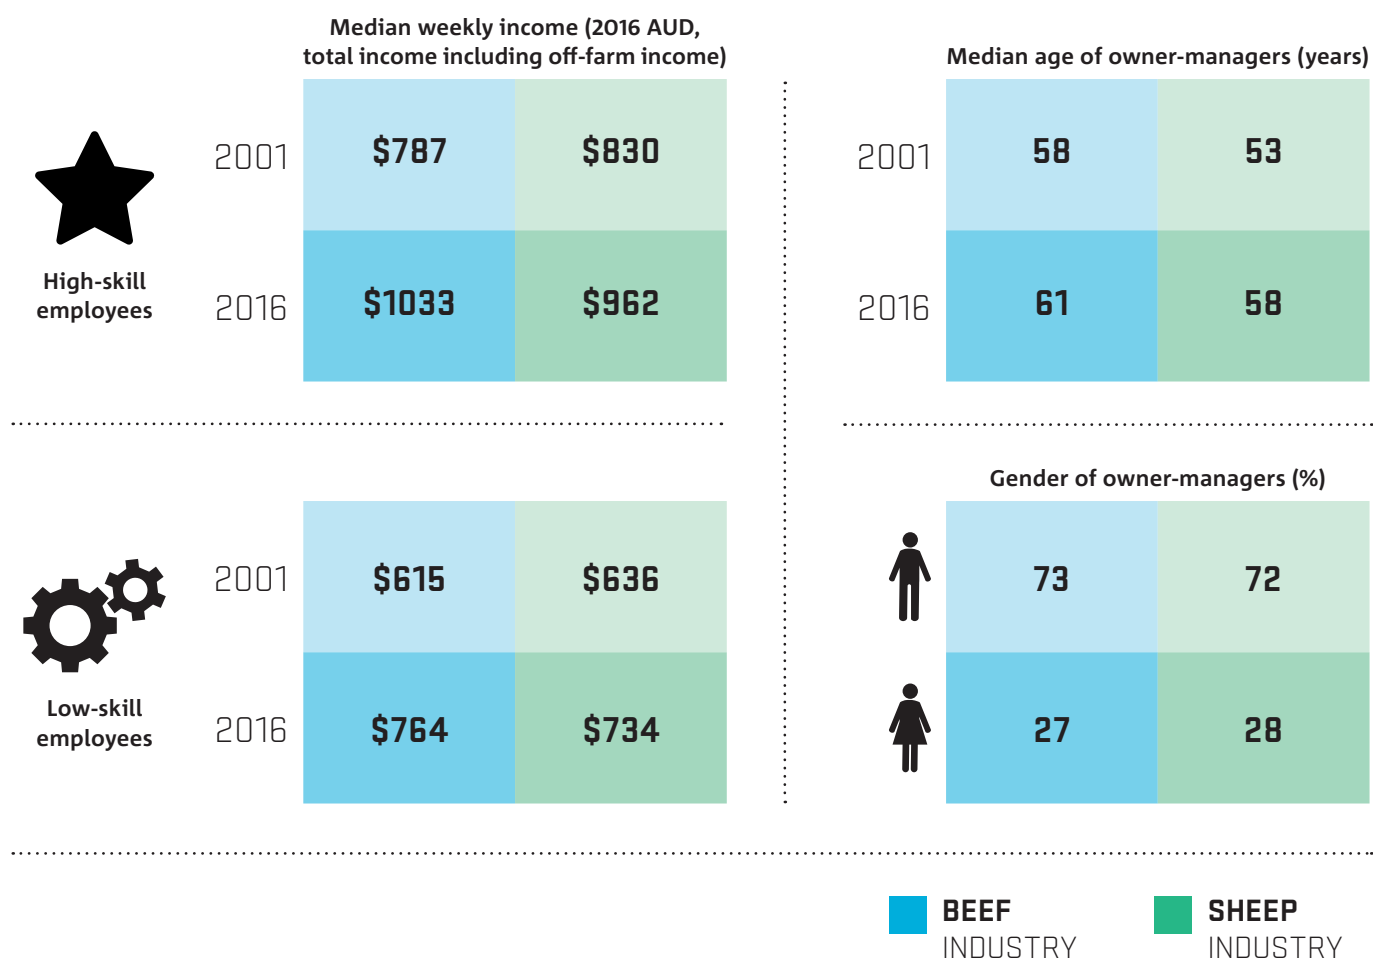 Median weekly income (2016 AUD,
total income including off-farm income)
2001 $787 $830
2016 $1033 $962
High-skill
employees
Median age of owner-managers (years)
2001 58 53
2016 61 58
2001 $615 $636
2016 $764 $734
Low-skill
employees
Gender of owner-managers (%)
73 72
27 28
BEEF
INDUSTRY
SHEEP
INDUSTRY